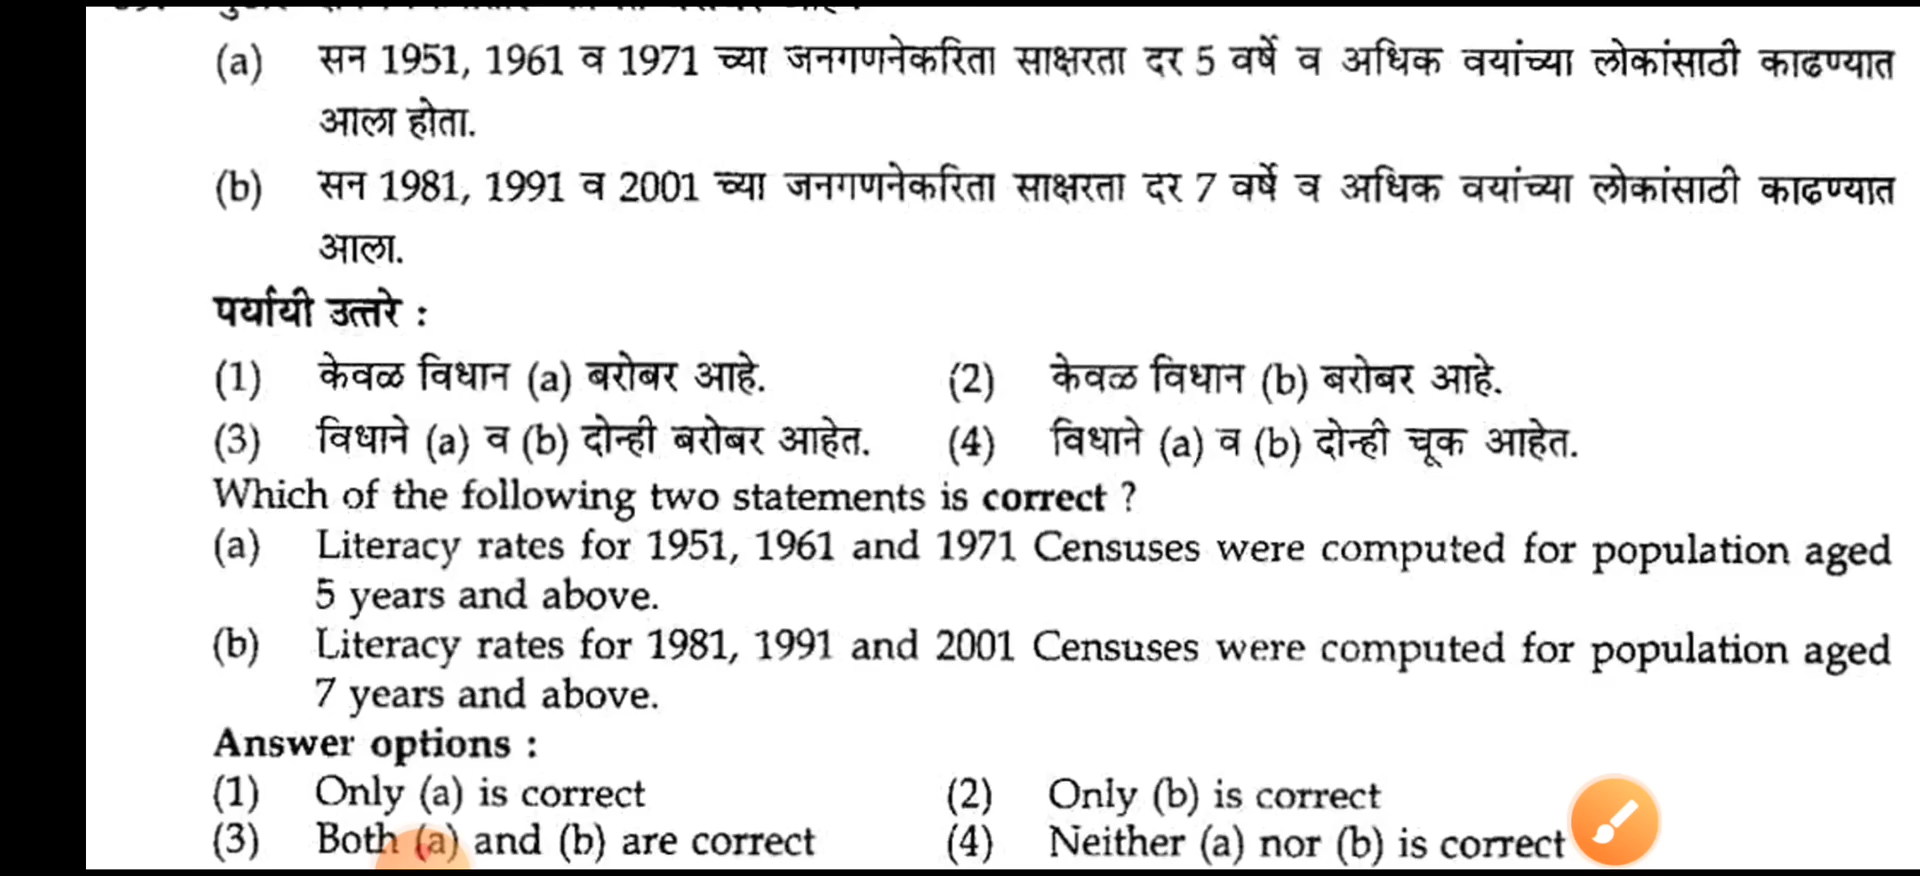 (a) सन 1951, 1961 व 1971 च्या जनगणनेकरिता साक्षरता दर 5 वर्षे व अधिक वयांच्या लोकांसाठी काढण्यात
आला होता.
(b) सन 1981, 1991 व 2001 च्या जनगणनेकरिता साक्षरता दर 7 वर्षे व अधिक वयांच्या लोकांसाठी काढण्यात
आला.
पर्यायी उत्तरे :
(1) केवळ विधान (a) बरोबर आहे. (2) केवळ विधान (b) बरोबर आहे.
(3) विधाने (a) व (b) दोन्ही बरोबर आहेत. (4) विधाने (a) व (b) दोन्ही चूक आहेत.
Which of the following two statements is correct ?
(a) Literacy rates for 1951, 1961 and 1971 Censuses were computed for population aged
5 years and above.
(b) Literacy rates for 1981, 1991 and 2001 Censuses were computed for population aged
7 years and above.
Answer options :
(1) Only (a) is correct (2) Only (b) is correct
(3) Both (a) and (b) are correct (4) Neither (a) nor (b) is correct